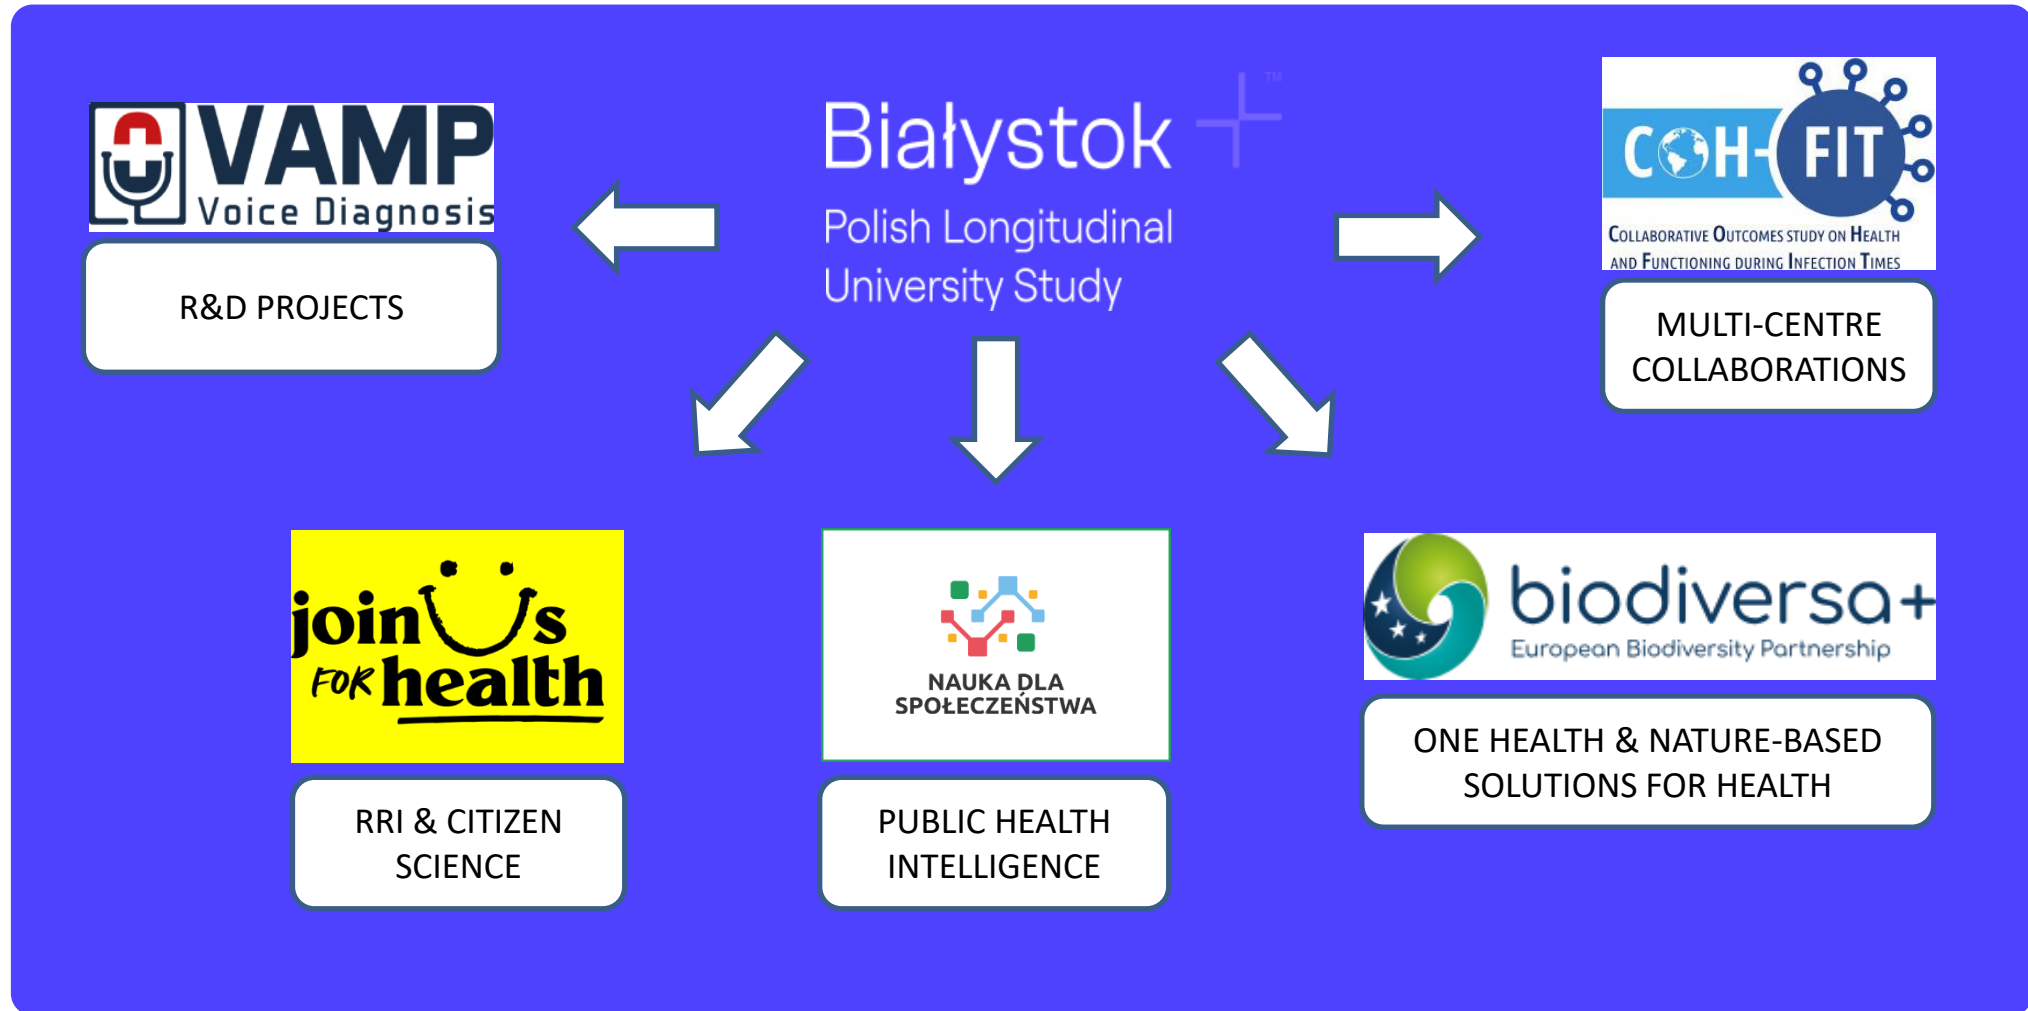 VAMP
Voice Diagnosis
R&D PROJECTS
Białystok
TM
Polish Longitudinal
University Study
COH-FIT
COLLABORATIVE OUTCOMES STUDY ON HEALTH
AND FUNCTIONING DURING INFECTION TIMES
MULTI-CENTRE
COLLABORATIONS
join Us
FOR health
RRI & CITIZEN
SCIENCE
NAUKA DLA
SPOŁECZEŃSTWA
PUBLIC HEALTH
INTELLIGENCE
biodiversa+
European Biodiversity Partnership
ONE HEALTH & NATURE-BASED
SOLUTIONS FOR HEALTH